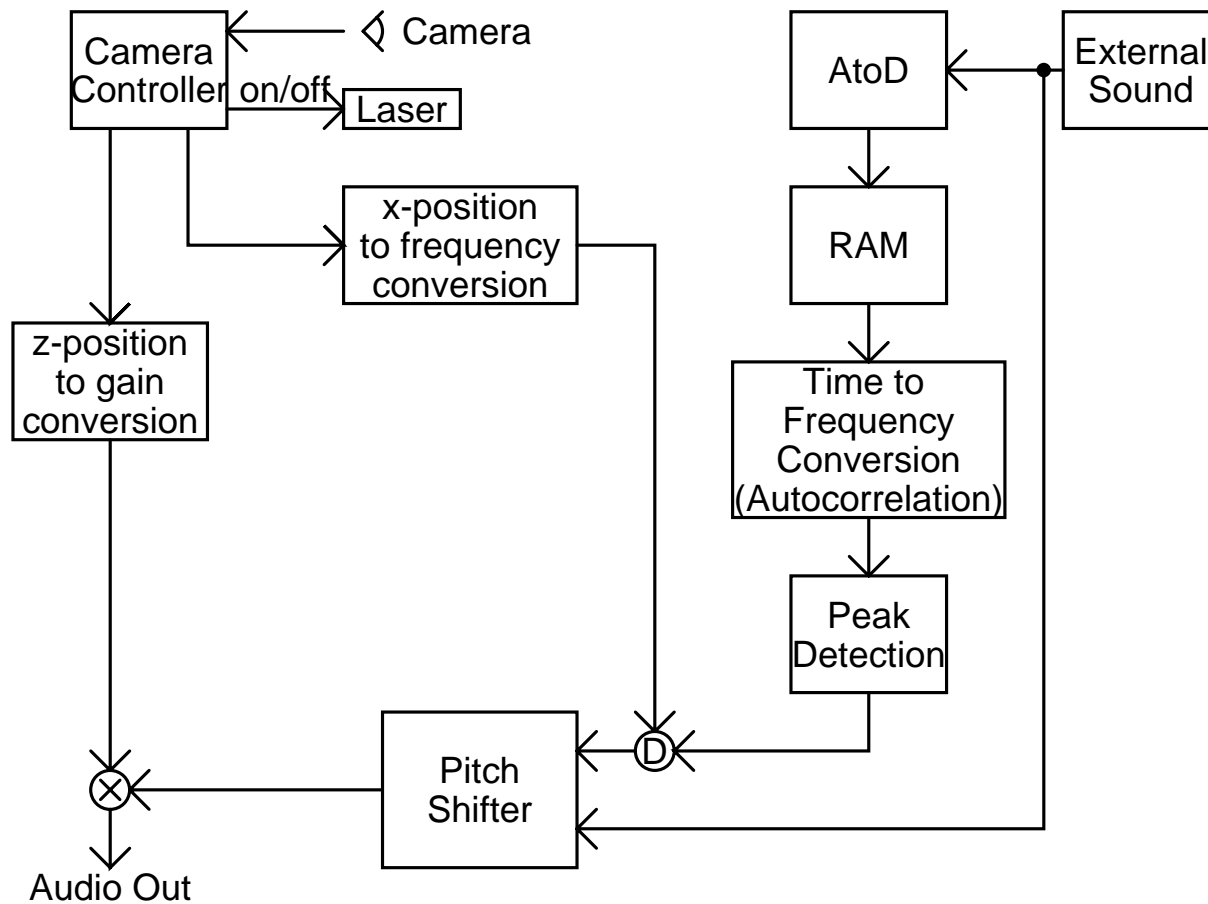 Camera
Controller
on/off
Camera
Laser
AtoD
External
Sound
x-position
to frequency
conversion
RAM
z-position
to gain
conversion
Time to
Frequency
Conversion
(Autocorrelation)
Peak
Detection
D
Pitch
Shifter
Audio Out